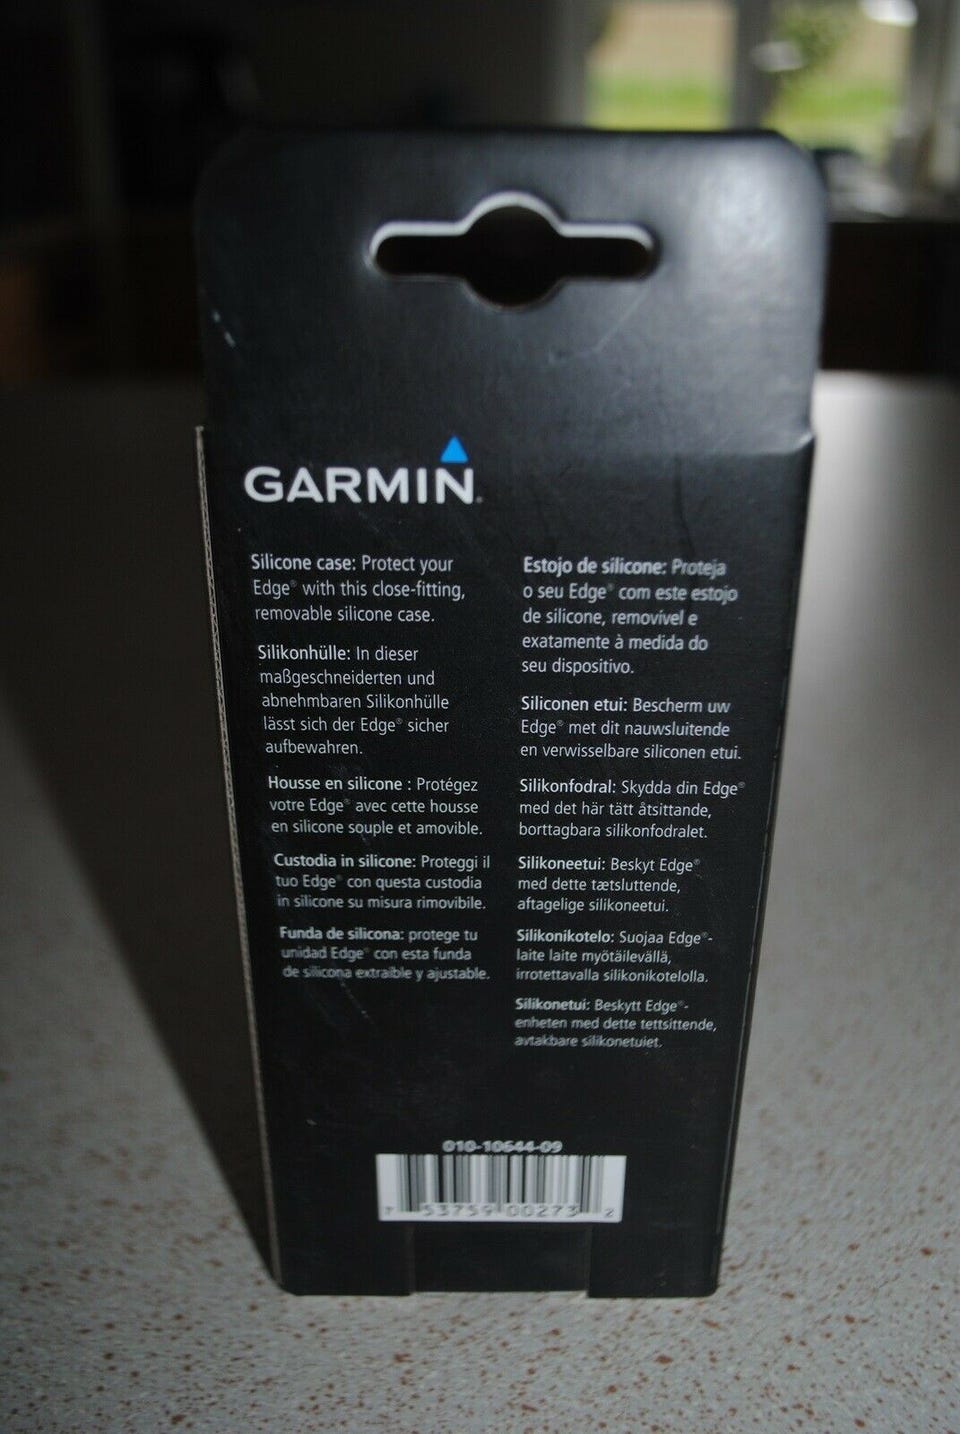 GARMIN
Silicone case: Protect your
Edge® with this close-fitting,
removable silicone case.
Silikonhülle: In dieser
maßgeschneiderten und
abnehmbaren Silikonhülle
lässt sich der Edge® sicher
aufbewahren.
Housse en silicone : Protégez
votre Edge® avec cette housse
en silicone souple et amovible.
Custodia in silicone: Proteggi il
tuo Edge® con questa custodia
in silicone su misura rimovibile.
Funda de silicona: protege tu
unidad Edge® con esta funda
de silicona extraíble y ajustable.
Estojo de silicone: Proteja
o seu Edge® com este estojo
de silicone, removível e
exatamente à medida do
seu dispositivo.
Siliconen etui: Bescherm uw
Edge® met dit nauwsluitende
en verwisselbare siliconen etui.
Silikonfodral: Skydda din Edge®
med det här tätt åtsittande,
borttagbara silikonfodralet.
Silikoneetui: Beskyt Edge®
med dette tætsluttende,
aftagelige silikoneetui.
Silikonikotelo: Suojaa Edge®-
laite laite myötäilevällä,
irrotettavalla silikonikotelolla.
Silikonetui: Beskytt Edge®-
enheten med dette tettsittende,
avtakbare silikonetuiet.
010-10644-09
7 53759 00273 2